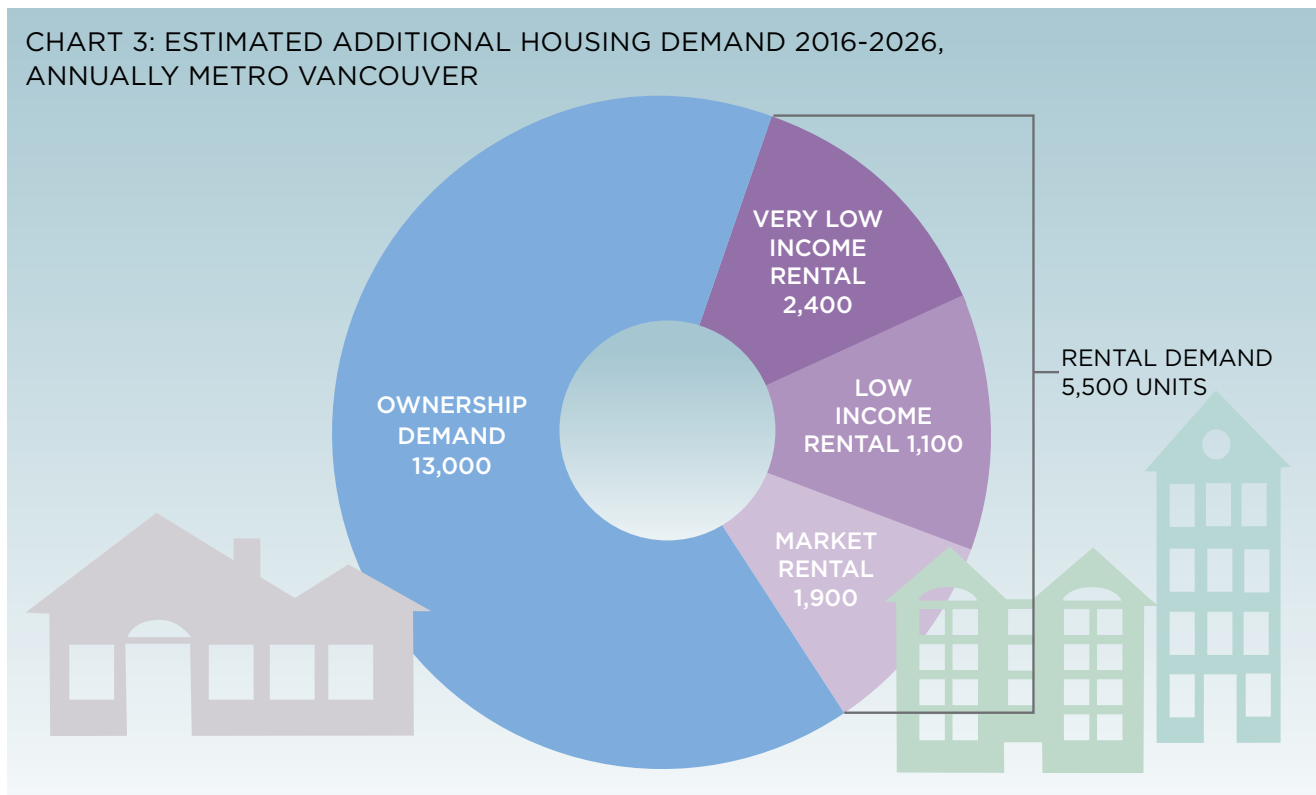 CHART 3: ESTIMATED ADDITIONAL HOUSING DEMAND 2016-2026,
ANNUALLY METRO VANCOUVER
VERY LOW
INCOME
RENTAL
2,400
RENTAL DEMAND
5,500 UNITS
LOW
INCOME
RENTAL 1,100
OWNERSHIP
DEMAND
13,000
MARKET
RENTAL
1,900